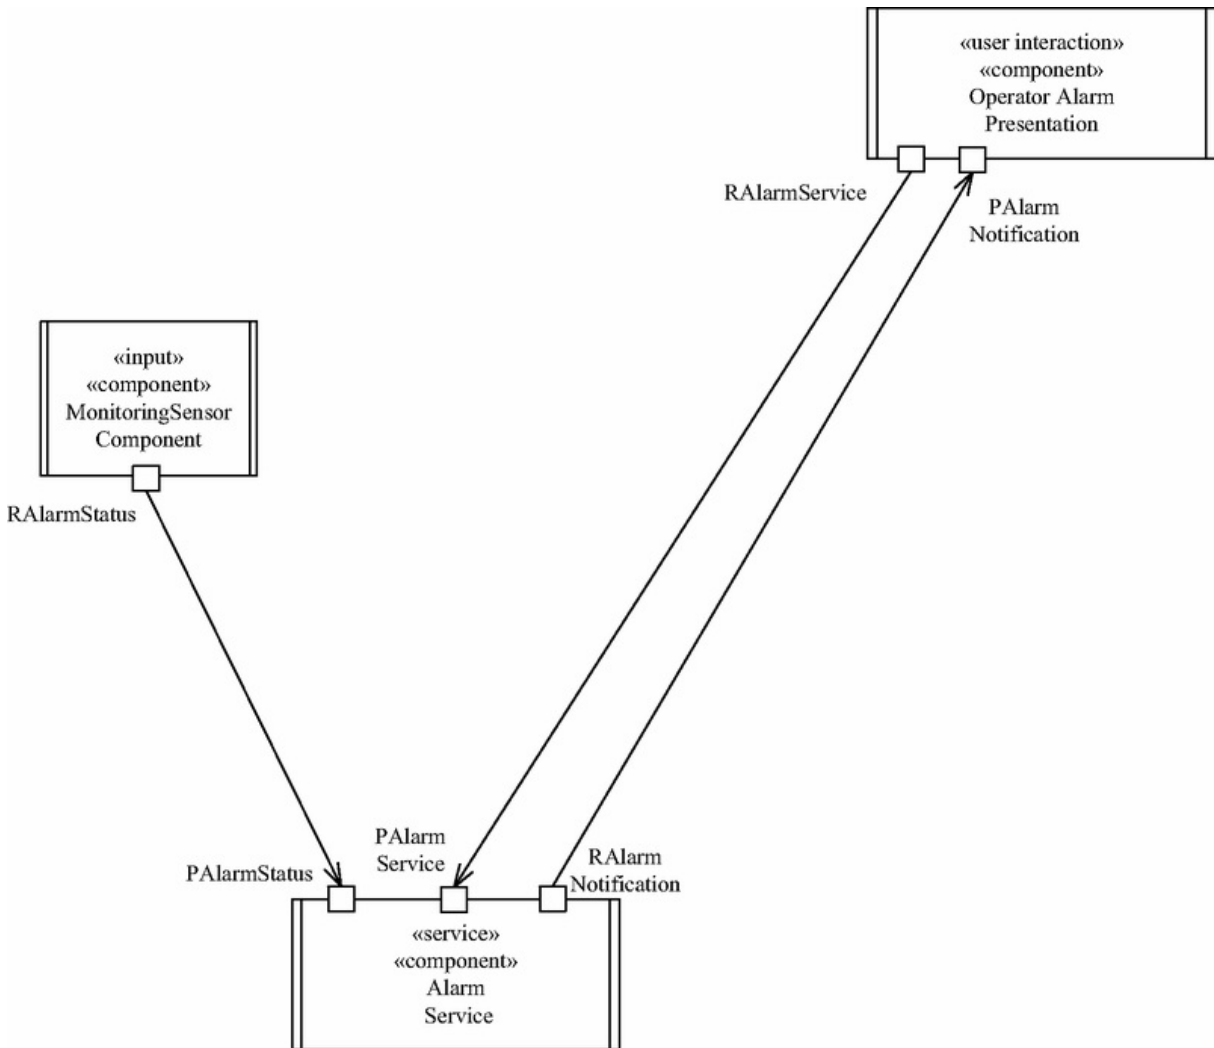 «user interaction»
«component»
Operator Alarm
Presentation
RAlarmService
PAlarm
Notification
«input»
«component»
MonitoringSensor
Component
RAlarmStatus
PAlarmStatus
PAlarm
Service
RAlarm
Notification
«service»
«component»
Alarm
Service